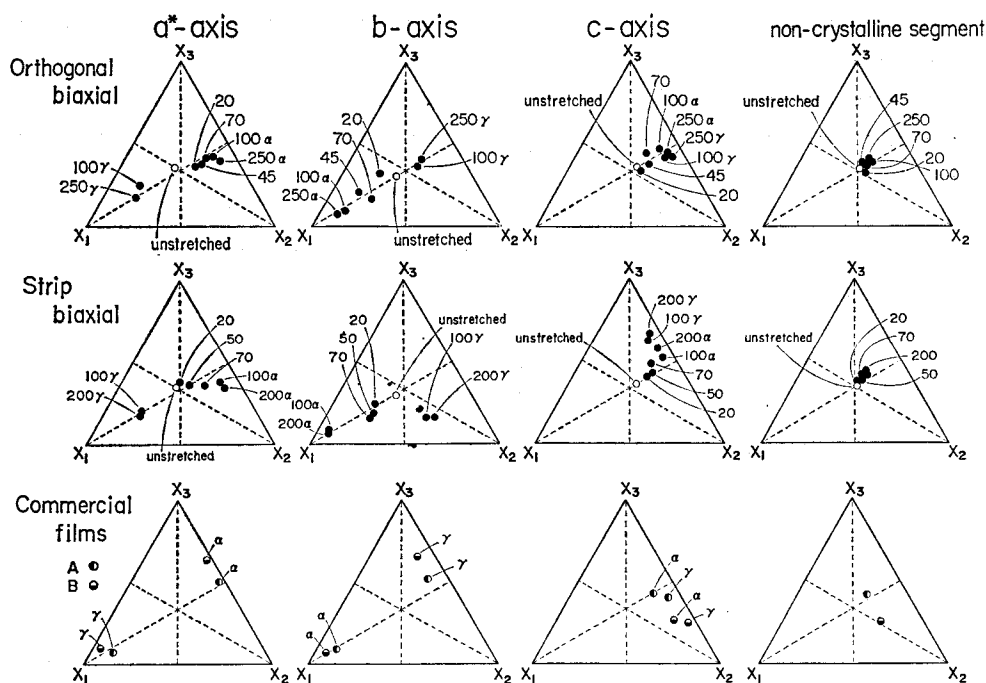 a*-axis b-axis c-axis non-crystalline segment
Orthogonal biaxial
X3
20
70
100α
250α
45
100γ
250γ
X1
X2
unstretched
20
70
45
100α
250α
250γ
100γ
X1
X2
unstretched
X3
unstretched
70
100α
250α
250γ
100γ
45
20
X1
X2
unstretched
45
250
70
20
100
X1
X2
Strip biaxial
X3
20
50
70
100α
200α
100γ
200γ
X1
X2
unstretched
X3
unstretched
20
50
70
100γ
200γ
100α
200α
X1
X2
X3
unstretched
200γ
100γ
200α
100α
70
50
20
X1
X2
X3
unstretched
20
70
200
50
X1
X2
Commercial films
A
B
X3
α
α
γ
γ
X1
X2
X3
γ
γ
α
α
X1
X2
X3
α
γ
α
γ
X1
X2
X3
X1
X2